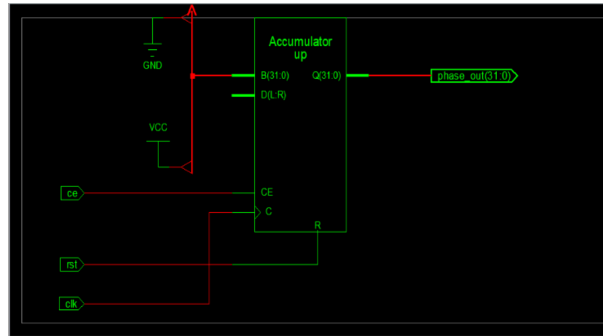 Accumulator
up
GND
B(31:0)
Q(31:0)
phase_out(31:0)
D(L:R)
VCC
ce
CE
C
R
rst
clk